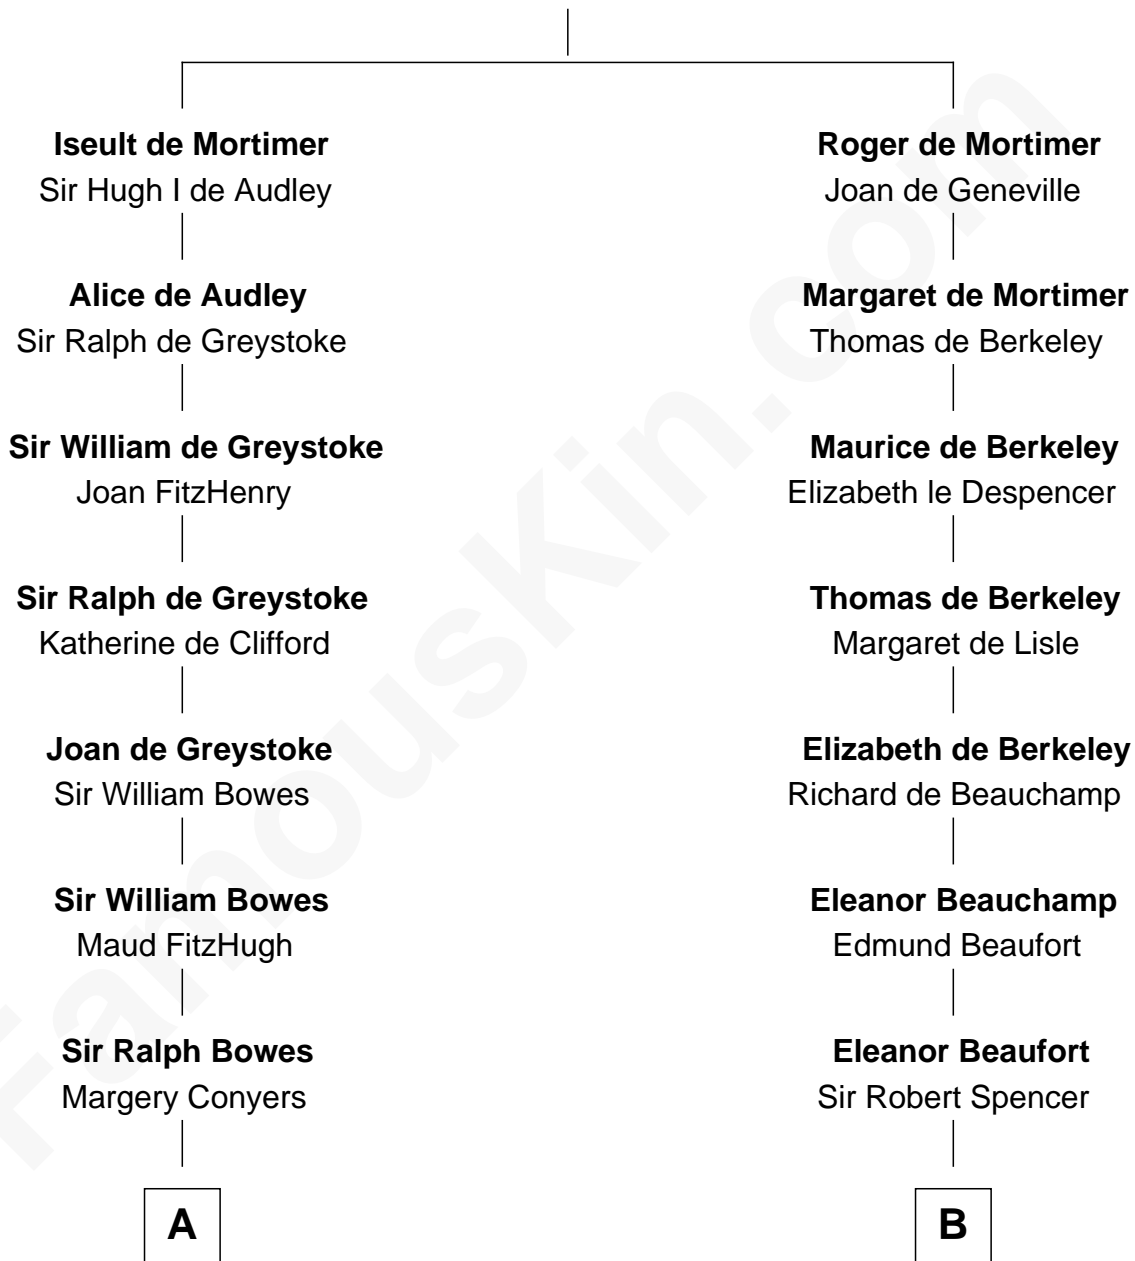 Iseult de Mortimer
Sir Hugh I de Audley
Alice de Audley
Sir Ralph de Greystoke
Sir William de Greystoke
Joan FitzHenry
Sir Ralph de Greystoke
Katherine de Clifford
Joan de Greystoke
Sir William Bowes
Sir William Bowes
Maud FitzHugh
Sir Ralph Bowes
Margery Conyers
A
Roger de Mortimer
Joan de Geneville
Margaret de Mortimer
Thomas de Berkeley
Maurice de Berkeley
Elizabeth le Despencer
Thomas de Berkeley
Margaret de Lisle
Elizabeth de Berkeley
Richard de Beauchamp
Eleanor Beauchamp
Edmund Beaufort
Eleanor Beaufort
Sir Robert Spencer
B
FamousKin.com